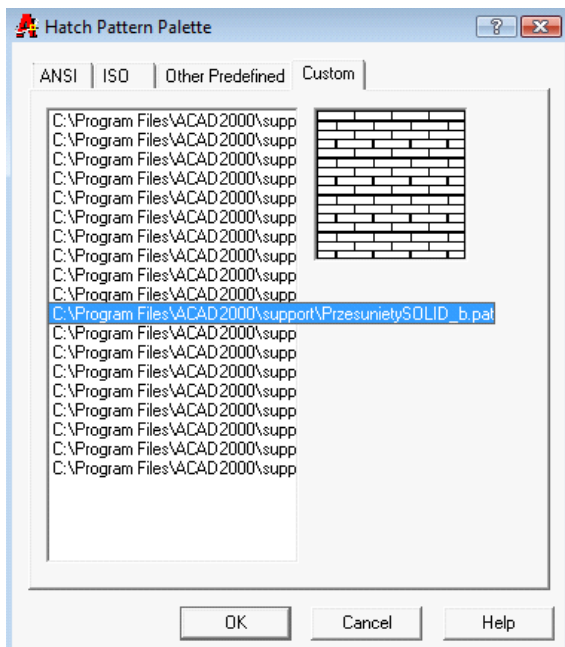 Hatch Pattern Palette
ANSI ISO Other Predefined Custom
C:\Program Files\ACAD2000\supp
C:\Program Files\ACAD2000\supp
C:\Program Files\ACAD2000\supp
C:\Program Files\ACAD2000\supp
C:\Program Files\ACAD2000\supp
C:\Program Files\ACAD2000\supp
C:\Program Files\ACAD2000\supp
C:\Program Files\ACAD2000\supp
C:\Program Files\ACAD2000\supp
C:\Program Files\ACAD2000\supp
C:\Program Files\ACAD2000\support\PrzesunietySOLID_b.pat
C:\Program Files\ACAD2000\supp
C:\Program Files\ACAD2000\supp
C:\Program Files\ACAD2000\supp
C:\Program Files\ACAD2000\supp
C:\Program Files\ACAD2000\supp
C:\Program Files\ACAD2000\supp
C:\Program Files\ACAD2000\supp
C:\Program Files\ACAD2000\supp
OK Cancel Help